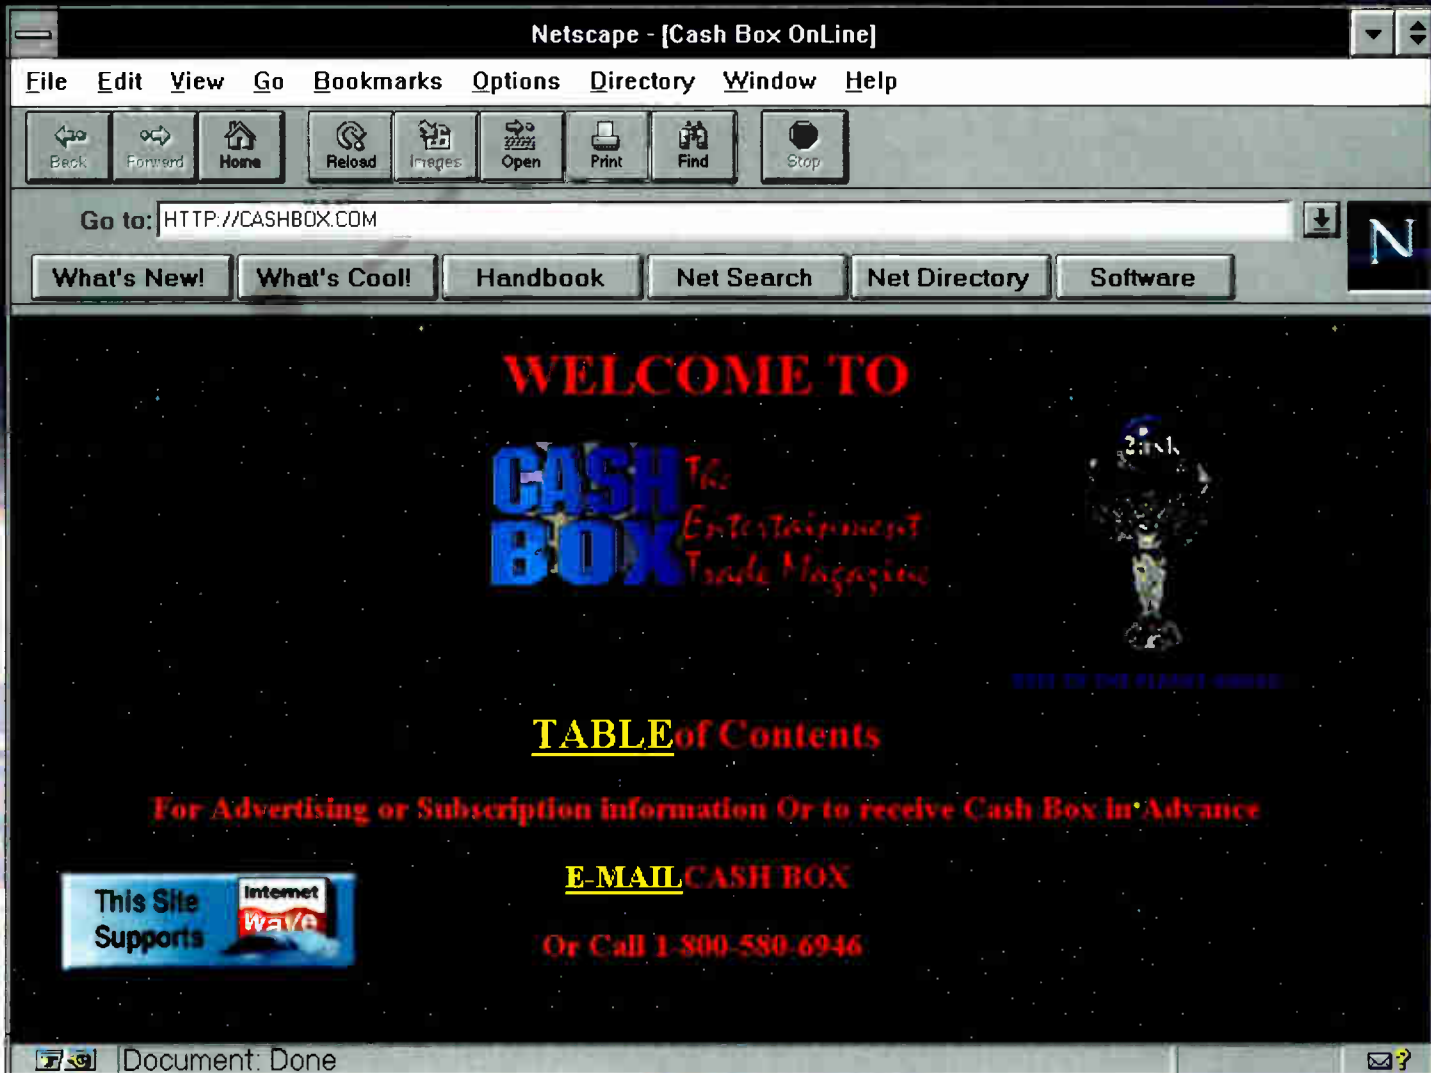 Netscape - [Cash Box OnLine]
File Edit View Go Bookmarks Options Directory Window Help
Back Forward Home Reload Images Open Print Find Stop
Go to: HTTP://CASHBOX.COM
N
What's New! What's Cool! Handbook Net Search Net Directory Software
WELCOME TO
CASH BOX
The Entertainment Trade Magazine
TABLE of Contents
For Advertising or Subscription information Or to receive Cash Box in Advance
E-MAIL CASH BOX
Or Call 1-800-580-6946
This Site Supports
Internet Wave
Document: Done